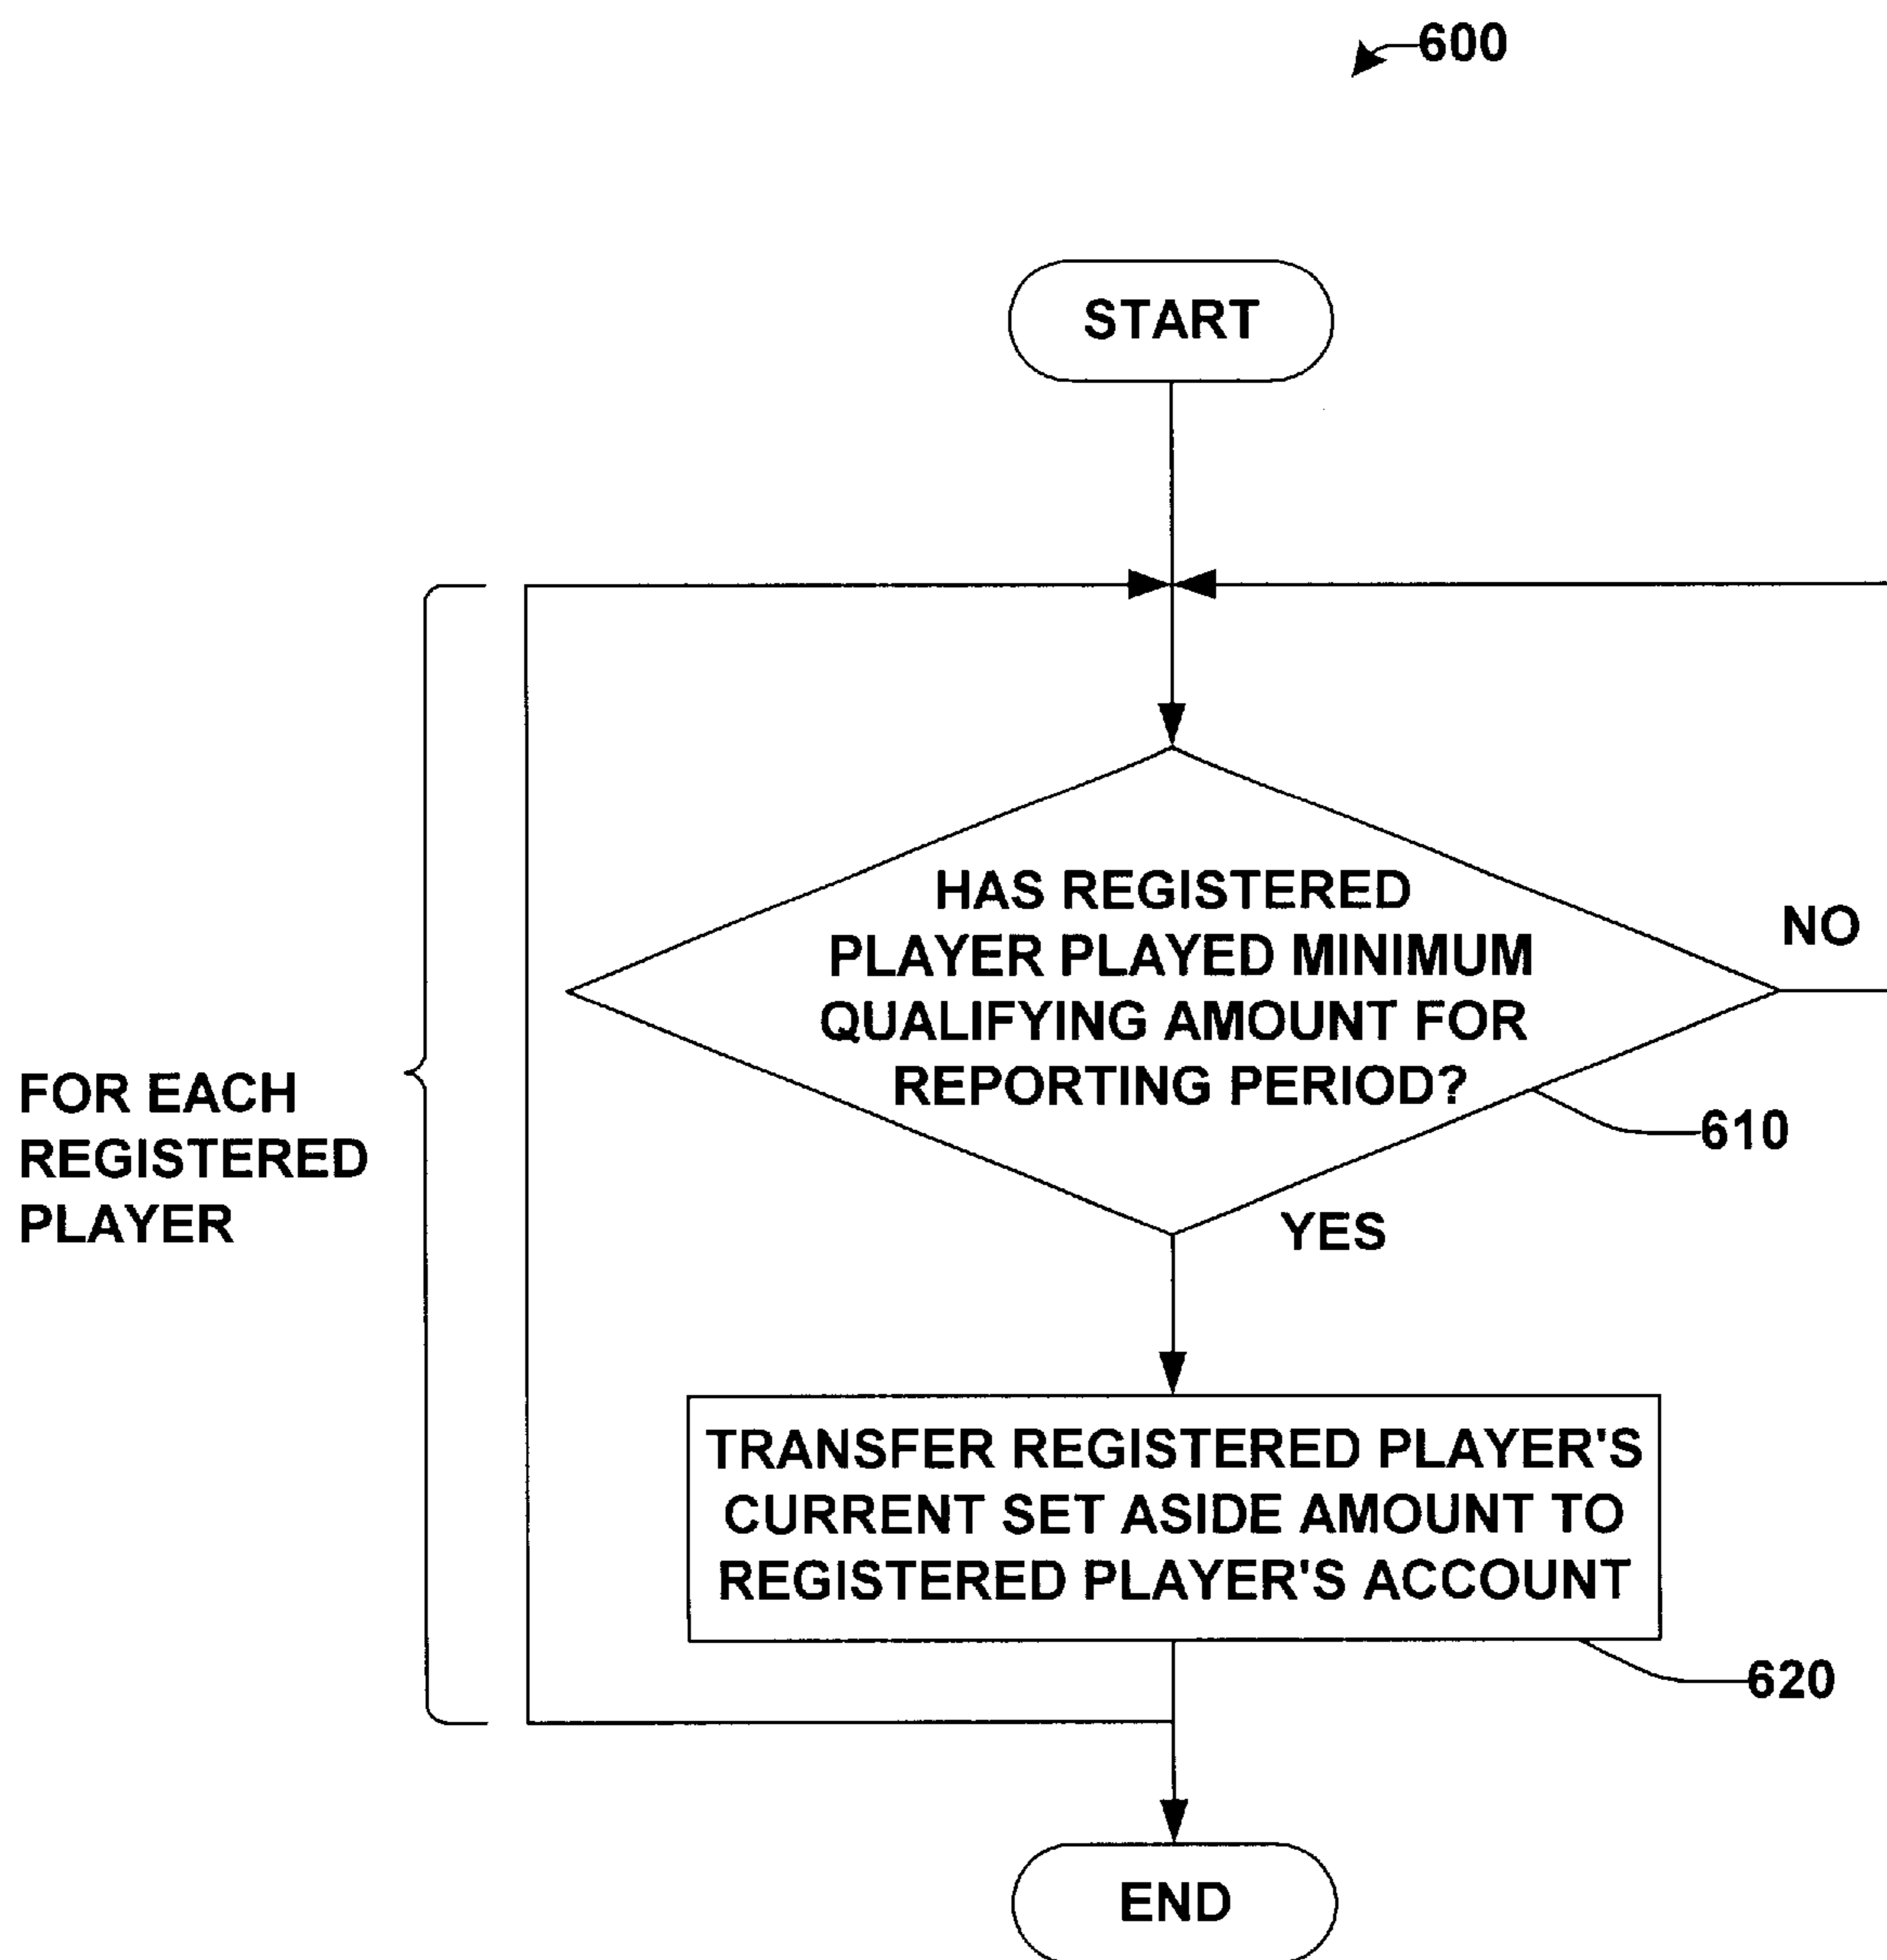 600
START
HAS REGISTERED
PLAYER PLAYED MINIMUM
QUALIFYING AMOUNT FOR
REPORTING PERIOD?
NO
610
FOR EACH
REGISTERED
PLAYER
YES
TRANSFER REGISTERED PLAYER'S
CURRENT SET ASIDE AMOUNT TO
REGISTERED PLAYER'S ACCOUNT
620
END